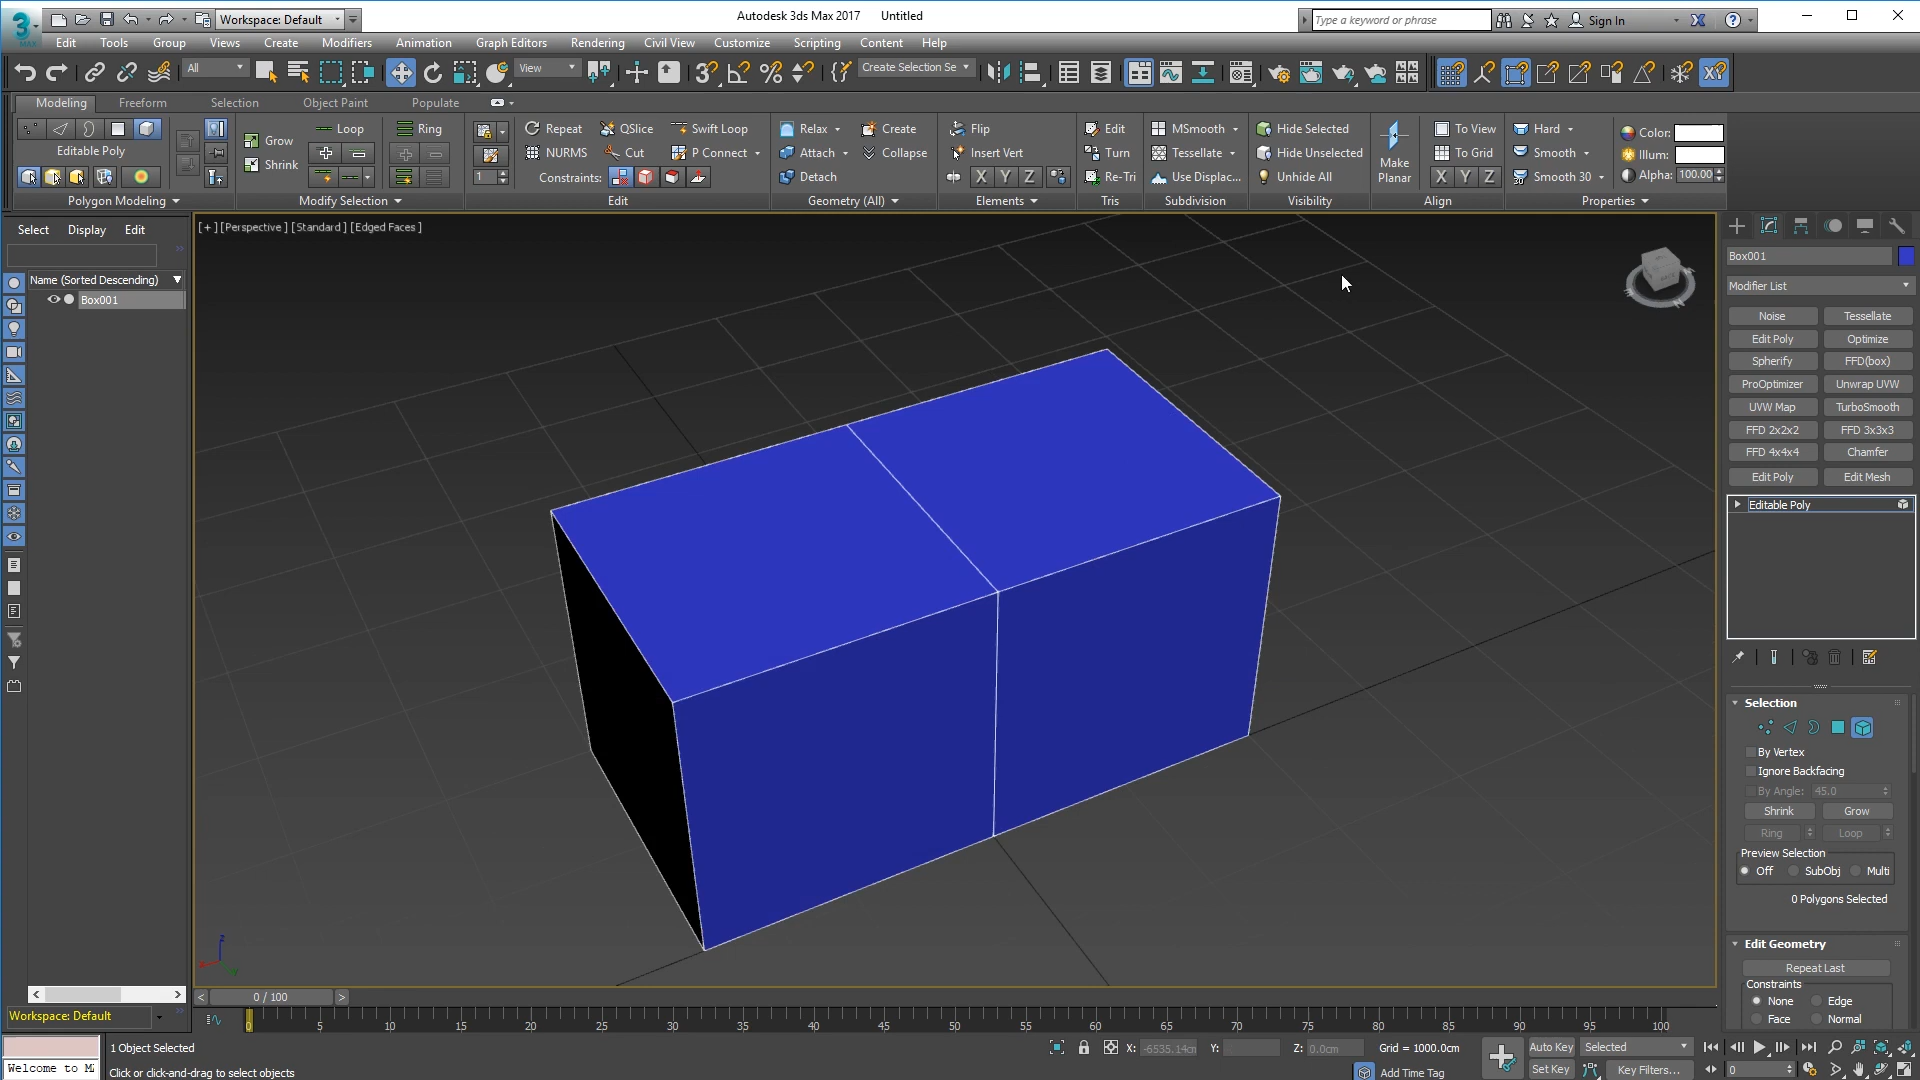 Workspace: Default
Autodesk 3ds Max 2017 Untitled
Type a keyword or phrase
Sign In
Edit Tools Group Views Create Modifiers Animation Graph Editors Rendering Civil View Customize Scripting Content Help
All View Create Selection Se
Modeling Freeform Selection Object Paint Populate
Grow Loop Ring Repeat QSlice Swift Loop Relax Create Flip Edit MSmooth Hide Selected To View Hard Color:
Editable Poly Shrink NURMS Cut P Connect Attach Collapse Insert Vert Turn Tessellate Hide Unselected Make Planar To Grid Smooth Illum:
1 Constraints: Detach X Y Z Re-Tri Use Displac... Unhide All X Y Z Smooth 30 Alpha: 100.00
Polygon Modeling Modify Selection Edit Geometry (All) Elements Tris Subdivision Visibility Align Properties
Select Display Edit
[+] [Perspective] [Standard] [Edged Faces]
Name (Sorted Descending)
Box001
Box001
Modifier List
Noise Tessellate
Edit Poly Optimize
Spherify FFD(box)
ProOptimizer Unwrap UVW
UVW Map TurboSmooth
FFD 2x2x2 FFD 3x3x3
FFD 4x4x4 Chamfer
Edit Poly Edit Mesh
Editable Poly
Selection
By Vertex
Ignore Backfacing
By Angle: 45.0
Shrink Grow
Ring Loop
Preview Selection
Off SubObj Multi
0 Polygons Selected
Edit Geometry
Repeat Last
Constraints
None Edge
Face Normal
z
0 / 100
Workspace: Default
0 5 10 15 20 25 30 35 40 45 50 55 60 65 70 75 80 85 90 95 100
1 Object Selected X: -6535.14cm Y: Z: 0.0cm Grid = 1000.0cm Auto Key Selected
Welcome to Click or click-and-drag to select objects Add Time Tag Set Key Key Filters... 0